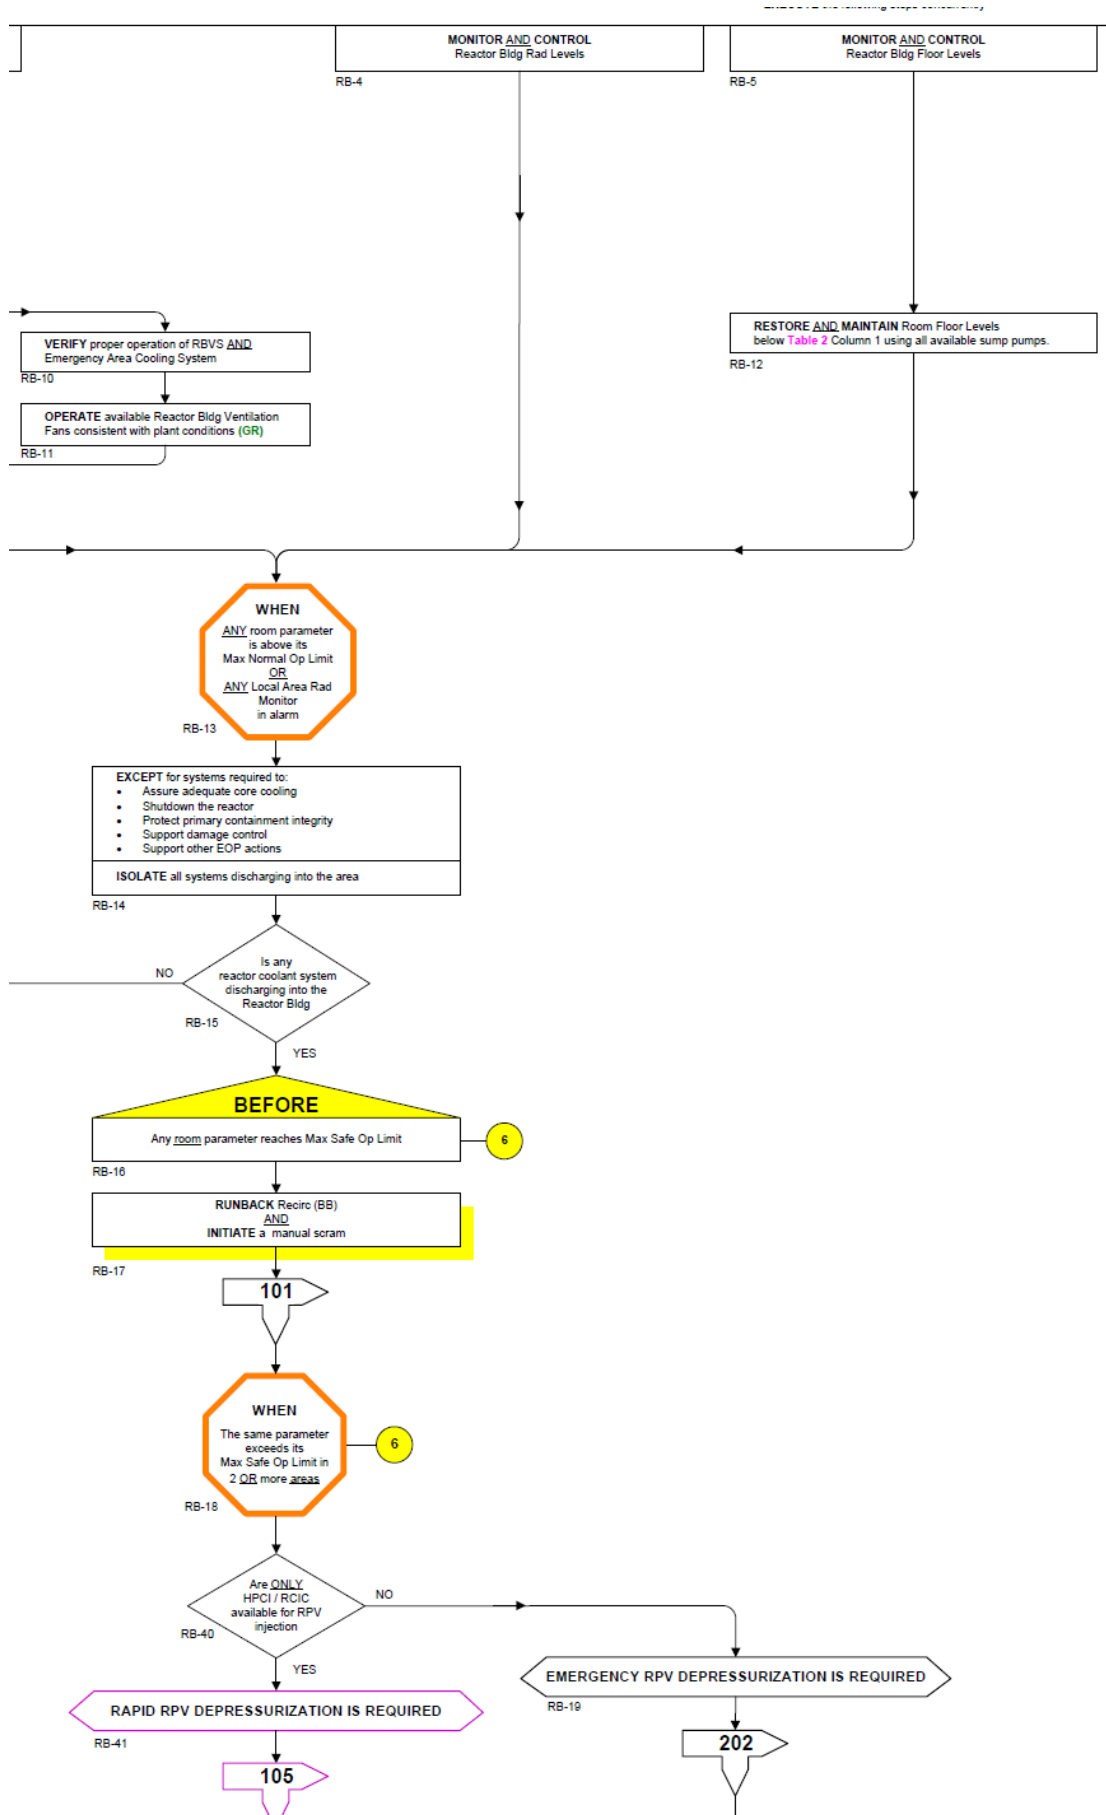 MONITOR AND CONTROL
Reactor Bldg Rad Levels
RB-4
MONITOR AND CONTROL
Reactor Bldg Floor Levels
RB-5
VERIFY proper operation of RBVS AND
Emergency Area Cooling System
RB-10
OPERATE available Reactor Bldg Ventilation
Fans consistent with plant conditions (GR)
RB-11
RESTORE AND MAINTAIN Room Floor Levels
below Table 2 Column 1 using all available sump pumps.
RB-12
WHEN
ANY room parameter
is above its
Max Normal Op Limit
OR
ANY Local Area Rad
Monitor
in alarm
RB-13
EXCEPT for systems required to:
• Assure adequate core cooling
• Shutdown the reactor
• Protect primary containment integrity
• Support damage control
• Support other EOP actions
ISOLATE all systems discharging into the area
RB-14
Is any
reactor coolant system
discharging into the
Reactor Bldg
NO
RB-15
YES
BEFORE
Any room parameter reaches Max Safe Op Limit
6
RB-16
RUNBACK Recirc (BB)
AND
INITIATE a manual scram
RB-17
101
WHEN
The same parameter
exceeds its
Max Safe Op Limit in
2 OR more areas
6
RB-18
Are ONLY
HPCI / RCIC
available for RPV
injection
NO
RB-40
YES
EMERGENCY RPV DEPRESSURIZATION IS REQUIRED
RB-19
RAPID RPV DEPRESSURIZATION IS REQUIRED
RB-41
202
105